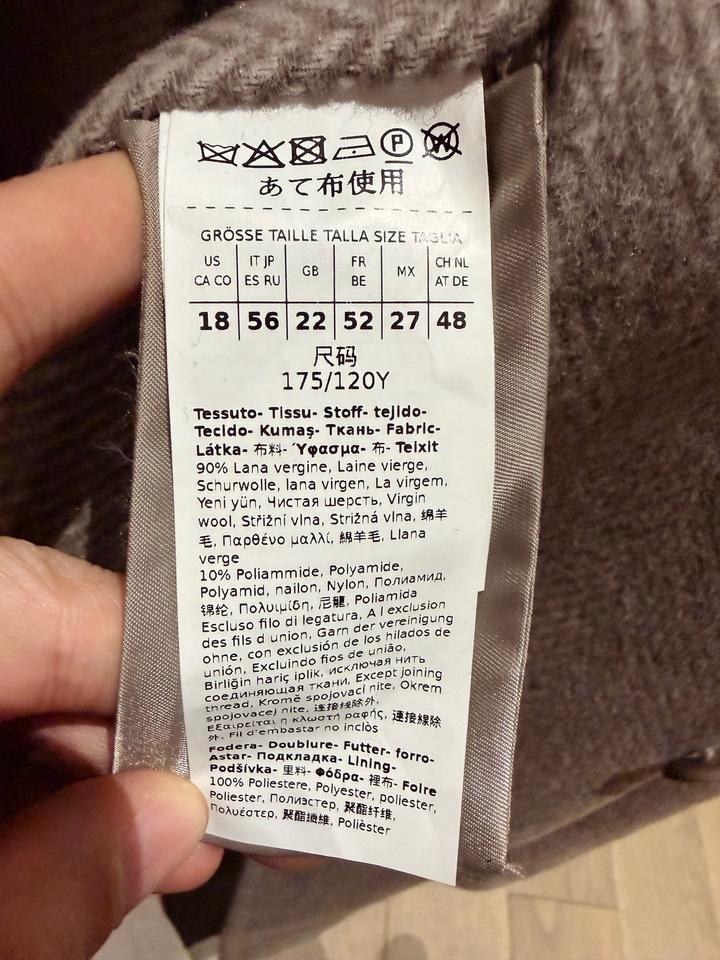 P W
あて布使用
GRÖSSE TAILLE TALLA SIZE TAGLIA
US CA CO IT JP ES RU GB FR BE MX CH NL AT DE
18 56 22 52 27 48
尺码
175/120Y
Tessuto- Tissu- Stoff- tejido-
Tecido- Kumaş- Ткань- Fabric-
Látka- 布料- Ύφασμα- 布- Teixit
90% Lana vergine, Laine vierge,
Schurwolle, lana virgen, La virgem,
Yeni yün, Чистая шерсть, Virgin
wool, Střižní vlna, Strižná vlna, 绵羊
毛, Παρθένο μαλλί, 綿羊毛, Llana
verge
10% Poliammide, Polyamide,
Polyamid, nailon, Nylon, Полиамид,
锦纶, Πολυιμίδη, 尼龍, Poliamida
Escluso filo di legatura, A l exclusion
des fils d union, Garn der vereinigung
ohne, con exclusión de los hilados de
unión, Excluindo fios de união,
Birliğin hariç iplik, исключая нить
соединяющая ткани, Except joining
thread, Kromě spojovací nite, Okrem
spojovacej nite, 连接线除外,
Εξαιρείται η κλωστή ραφής, 連接線除
外, Fil d'embastar no inclòs
Fodera- Doublure- Futter- forro-
Astar- Подкладка- Lining-
Podšívka- 里料- Φόδρα- 裡布- Folre
100% Poliestere, Polyester, poliester,
Poliester, Полиэстер, 聚酯纤维,
Πολυέστερ, 聚酯纖維, Polièster